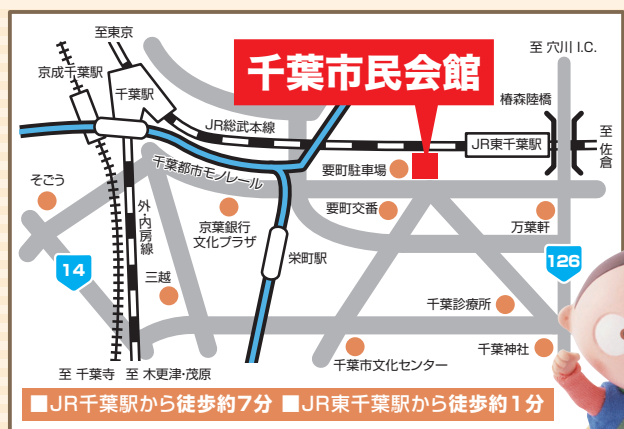 至東京
京成千葉駅
千葉駅
千葉市民会館
至 穴川 I.C.
椿森陸橋
JR総武本線
JR東千葉駅
至佐倉
千葉都市モノレール
要町駐車場
そごう
外・内房線
京葉銀行
文化プラザ
要町交番
万葉軒
栄町駅
14
126
三越
千葉診療所
千葉神社
千葉市文化センター
至 千葉寺
至 木更津・茂原
■JR千葉駅から徒歩約7分 ■JR東千葉駅から徒歩約1分